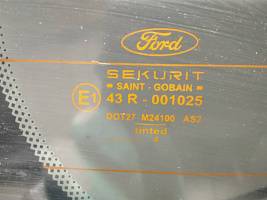 Ford
SEKURIT
SAINT - GOBAIN
E1 43 R - 001025
DOT27 M24100 AS2
tinted